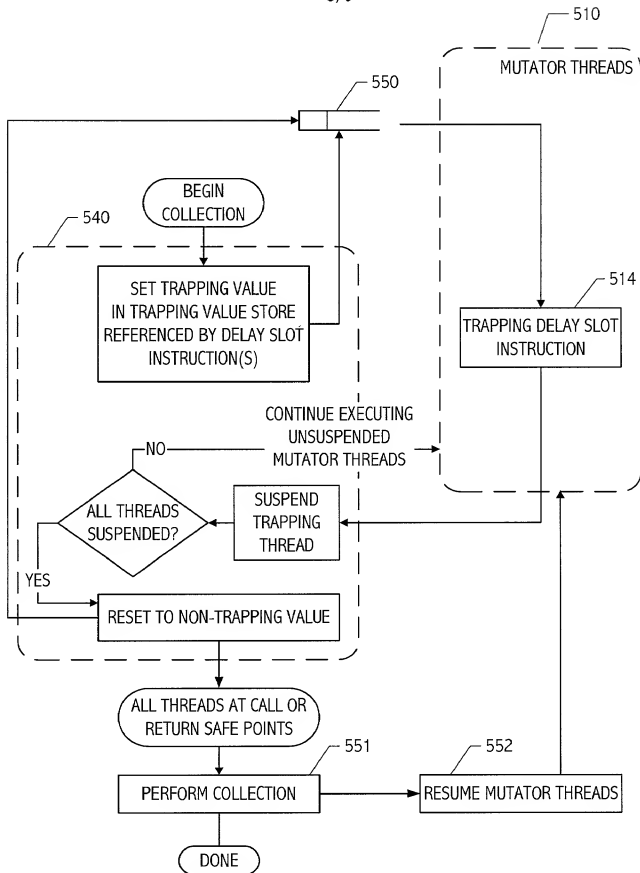 510
MUTATOR THREADS
550
BEGIN
COLLECTION
540
SET TRAPPING VALUE
IN TRAPPING VALUE STORE
REFERENCED BY DELAY SLOT
INSTRUCTION(S)
514
TRAPPING DELAY SLOT
INSTRUCTION
CONTINUE EXECUTING
UNSUSPENDED
MUTATOR THREADS
NO
ALL THREADS
SUSPENDED?
SUSPEND
TRAPPING
THREAD
YES
RESET TO NON-TRAPPING VALUE
ALL THREADS AT CALL OR
RETURN SAFE POINTS
551
PERFORM COLLECTION
552
RESUME MUTATOR THREADS
DONE